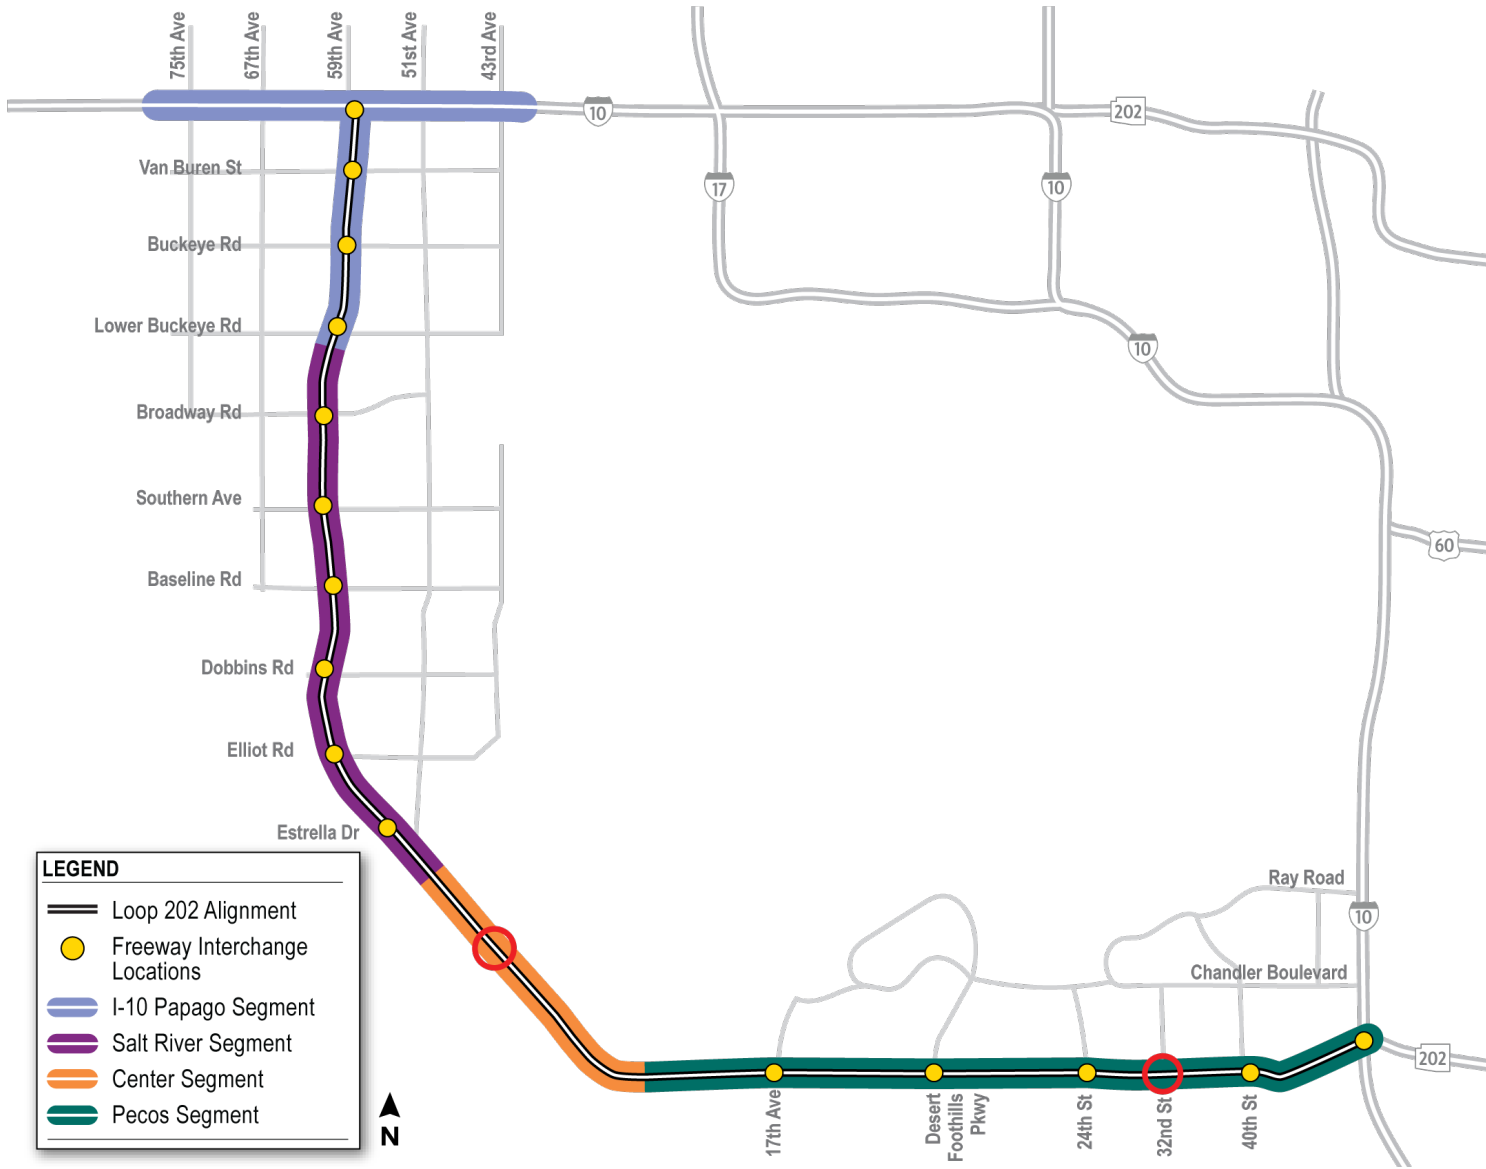 75th Ave
67th Ave
59th Ave
51st Ave
43rd Ave
10
202
Van Buren St
17
10
Buckeye Rd
Lower Buckeye Rd
10
Broadway Rd
Southern Ave
60
Baseline Rd
Dobbins Rd
Elliot Rd
Estrella Dr
LEGEND
Loop 202 Alignment
Freeway Interchange
Locations
I-10 Papago Segment
Salt River Segment
Center Segment
Pecos Segment
N
Ray Road
10
Chandler Boulevard
202
17th Ave
Desert
Foothills
Pkwy
24th St
32nd St
40th St